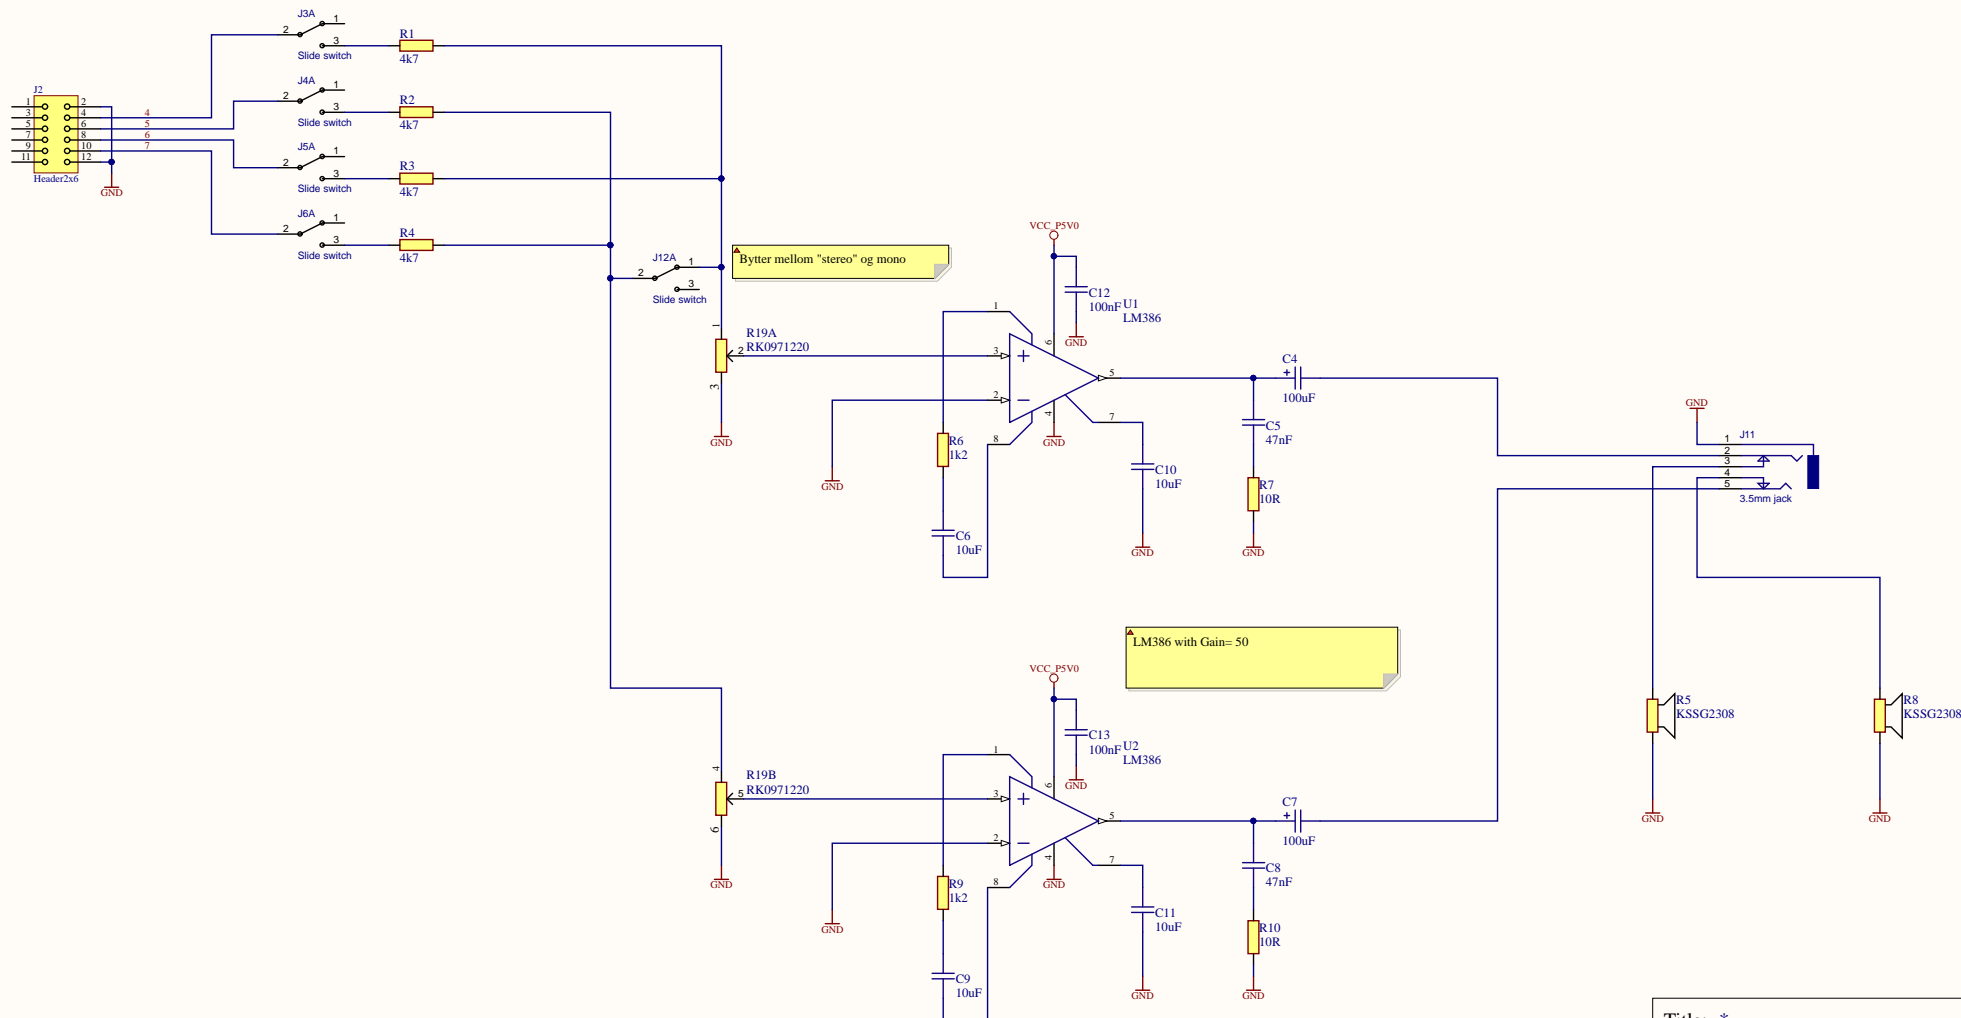 J3A
2
1
3
Slide switch
R1
4k7
J4A
2
1
3
Slide switch
R2
4k7
J2
1 2
3 4
5 6
7 8
9 10
11 12
Header2x6
4
5
6
7
GND
J5A
2
1
3
Slide switch
R3
4k7
J6A
2
1
3
Slide switch
R4
4k7
J12A
2
1
3
Slide switch
Bytter mellom "stereo" og mono
1
R19A
2 RK0971220
3
GND
GND
VCC_P5V0
C12
100nF
GND
U1
LM386
1
3
2
8
6
4
5
7
GND
R6
1k2
C6
10uF
C10
10uF
GND
C4
+
100uF
C5
47nF
R7
10R
GND
GND
J11
1
2
3
4
5
3.5mm jack
LM386 with Gain= 50
R5
KSSG2308
GND
R8
KSSG2308
GND
4
R19B
5 RK0971220
6
GND
GND
VCC_P5V0
C13
100nF
GND
U2
LM386
1
3
2
8
6
4
5
7
GND
R9
1k2
C9
10uF
C11
10uF
GND
C7
+
100uF
C8
47nF
R10
10R
GND